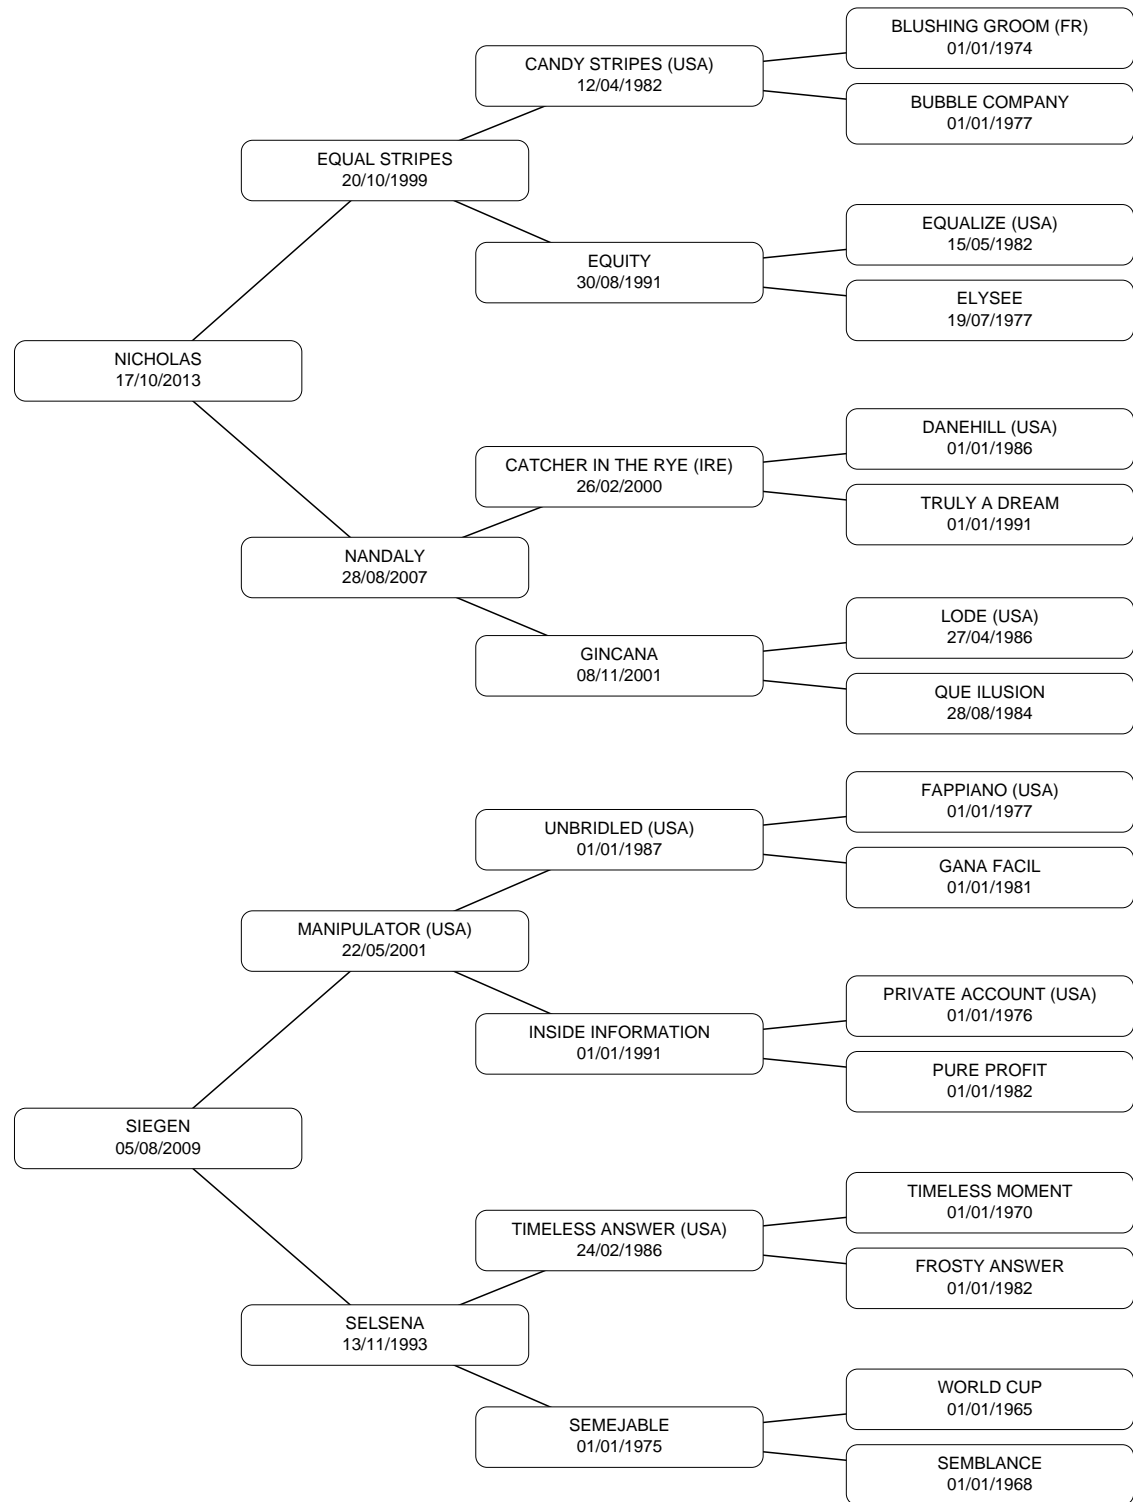 BLUSHING GROOM (FR)
01/01/1974
CANDY STRIPES (USA)
12/04/1982
BUBBLE COMPANY
01/01/1977
EQUAL STRIPES
20/10/1999
EQUALIZE (USA)
15/05/1982
EQUITY
30/08/1991
ELYSEE
19/07/1977
NICHOLAS
17/10/2013
DANEHILL (USA)
01/01/1986
CATCHER IN THE RYE (IRE)
26/02/2000
TRULY A DREAM
01/01/1991
NANDALY
28/08/2007
LODE (USA)
27/04/1986
GINCANA
08/11/2001
QUE ILUSION
28/08/1984
FAPPIANO (USA)
01/01/1977
UNBRIDLED (USA)
01/01/1987
GANA FACIL
01/01/1981
MANIPULATOR (USA)
22/05/2001
PRIVATE ACCOUNT (USA)
01/01/1976
INSIDE INFORMATION
01/01/1991
PURE PROFIT
01/01/1982
SIEGEN
05/08/2009
TIMELESS MOMENT
01/01/1970
TIMELESS ANSWER (USA)
24/02/1986
FROSTY ANSWER
01/01/1982
SELSENA
13/11/1993
WORLD CUP
01/01/1965
SEMEJABLE
01/01/1975
SEMBLANCE
01/01/1968